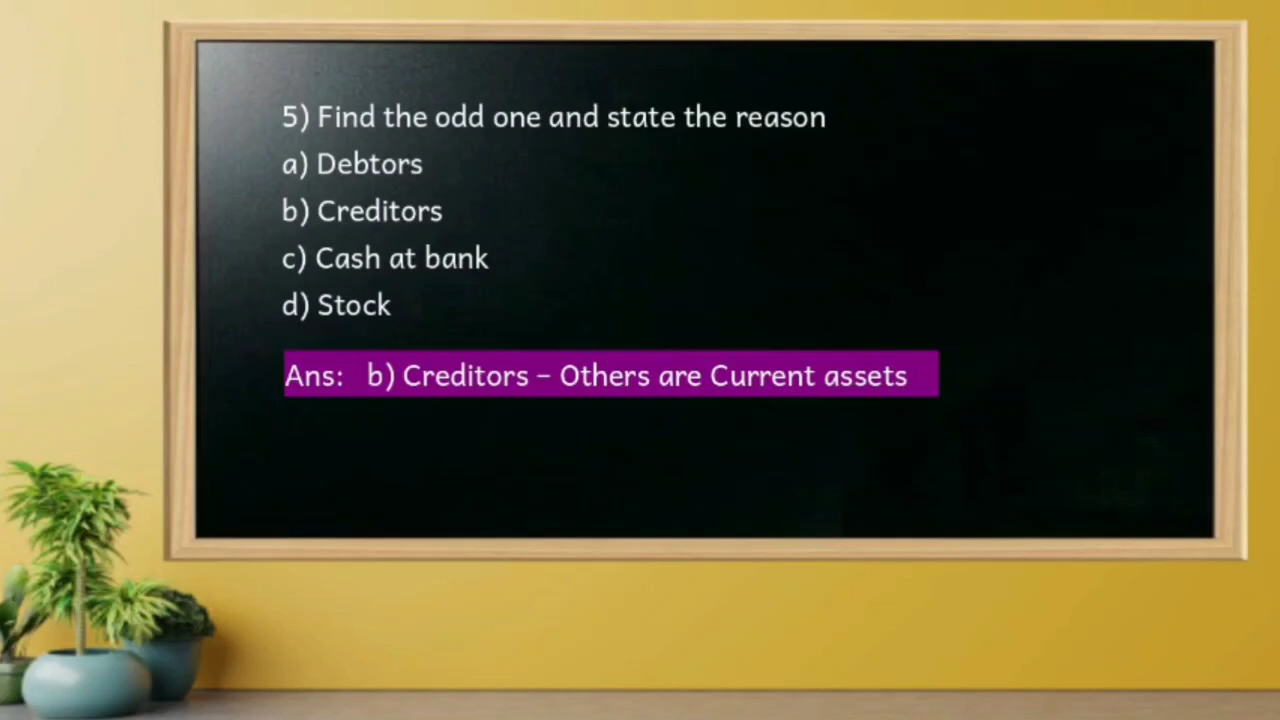 5) Find the odd one and state the reason
a) Debtors
b) Creditors
c) Cash at bank
d) Stock
Ans: b) Creditors – Others are Current assets